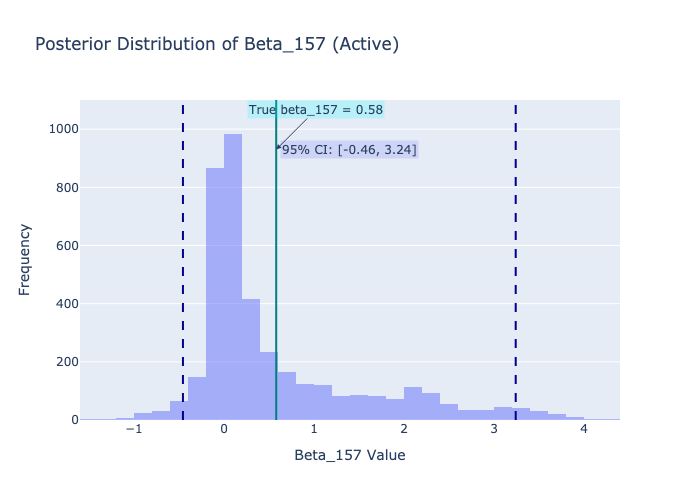 Posterior Distribution of Beta_157 (Active)
True beta_157 = 0.58
95% CI: [-0.46, 3.24]
1000
800
600
400
200
0
Frequency
−1
0
1
2
3
4
Beta_157 Value